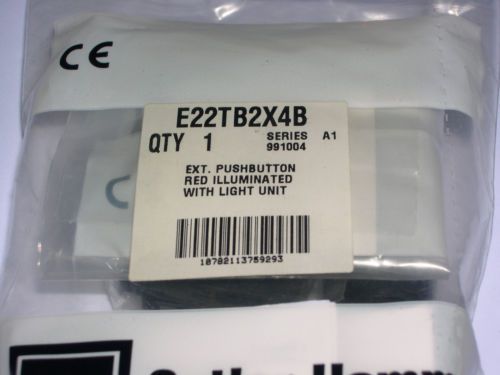 CE
E22TB2X4B
QTY 1 SERIES A1
991004
EXT. PUSHBUTTON
RED ILLUMINATED
WITH LIGHT UNIT
10782113759293
C